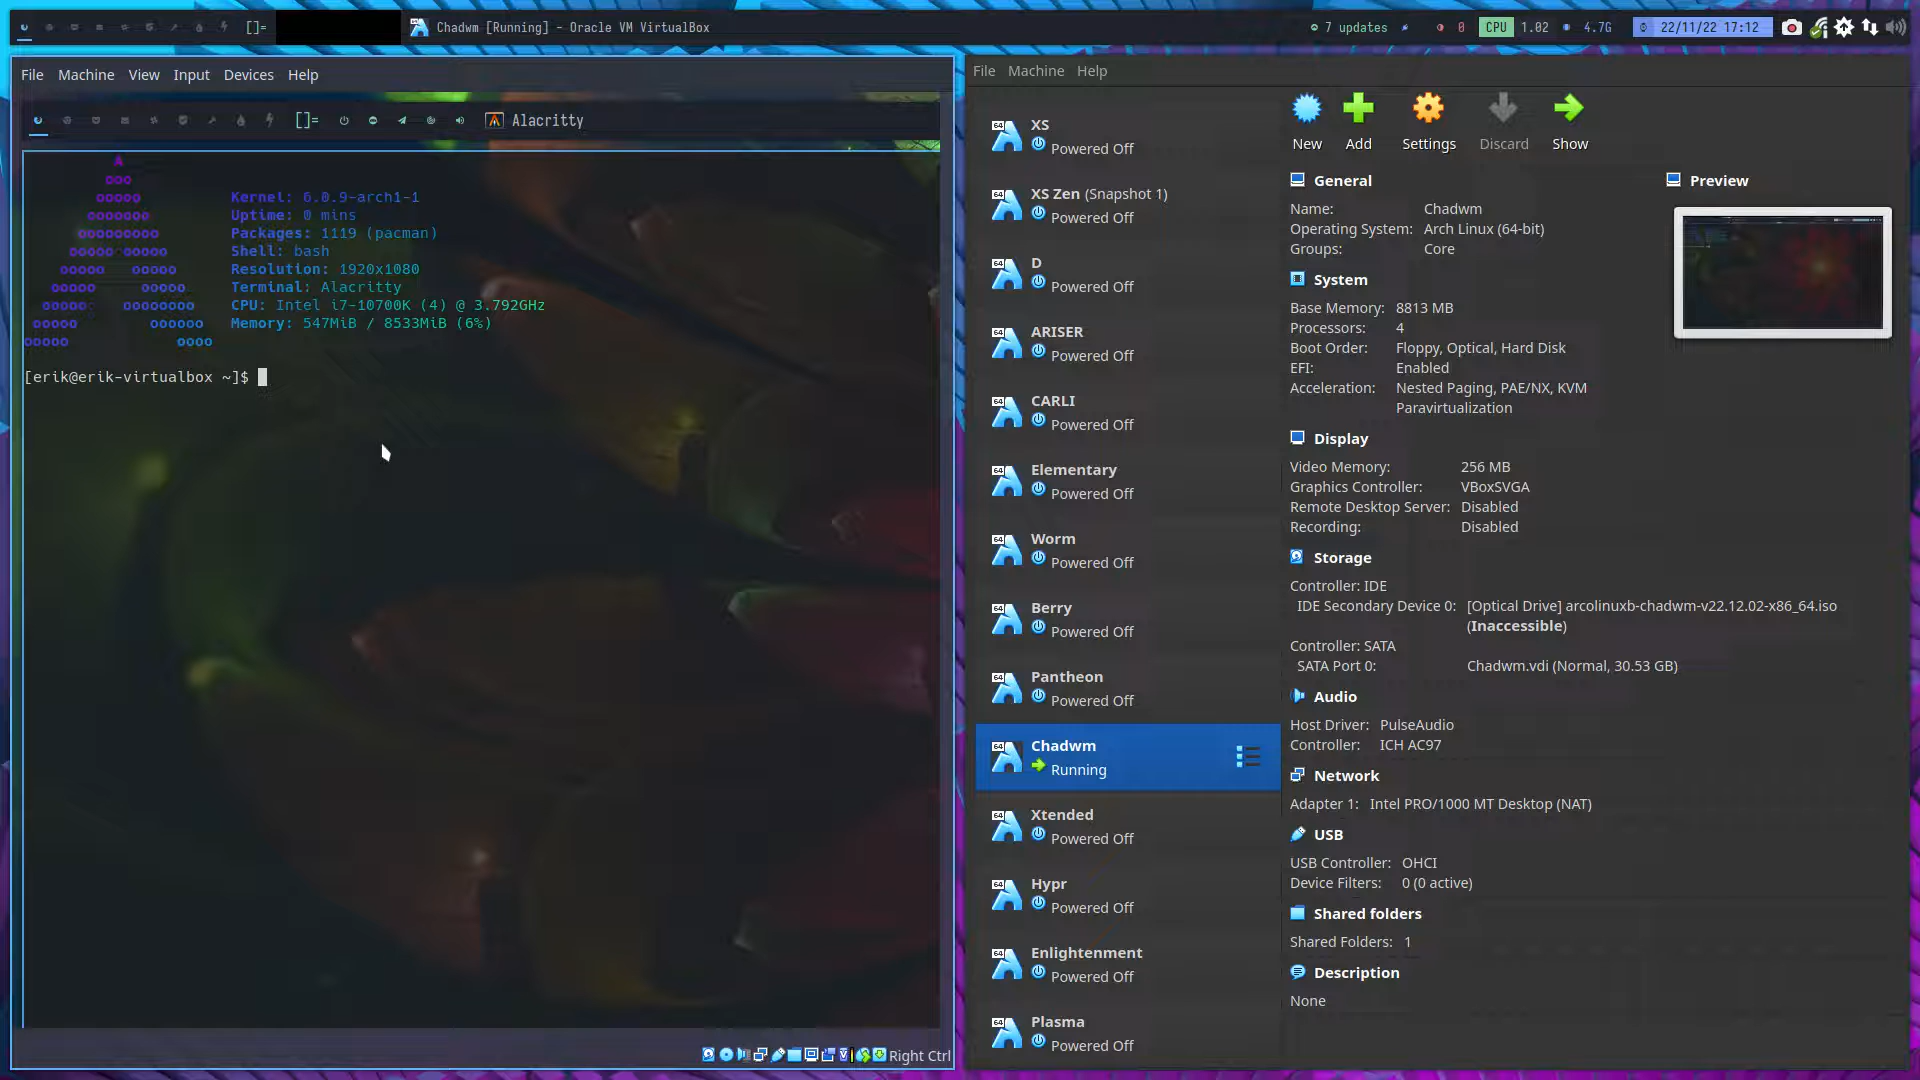 []=
Chadwm [Running] - Oracle VM VirtualBox
7 updates
0
CPU
1.02
4.7G
22/11/22 17:12
File Machine View Input Devices Help
[]=
Alacritty
Kernel: 6.0.9-arch1-1
Uptime: 0 mins
Packages: 1119 (pacman)
Shell: bash
Resolution: 1920x1080
Terminal: Alacritty
CPU: Intel i7-10700K (4) @ 3.792GHz
Memory: 547MiB / 8533MiB (6%)
[erik@erik-virtualbox ~]$
Right Ctrl
File Machine Help
XS
Powered Off
XS Zen (Snapshot 1)
Powered Off
D
Powered Off
ARISER
Powered Off
CARLI
Powered Off
Elementary
Powered Off
Worm
Powered Off
Berry
Powered Off
Pantheon
Powered Off
Chadwm
Running
Xtended
Powered Off
Hypr
Powered Off
Enlightenment
Powered Off
Plasma
Powered Off
New Add Settings Discard Show
General
Name: Chadwm
Operating System: Arch Linux (64-bit)
Groups: Core
Preview
System
Base Memory: 8813 MB
Processors: 4
Boot Order: Floppy, Optical, Hard Disk
EFI: Enabled
Acceleration: Nested Paging, PAE/NX, KVM
Paravirtualization
Display
Video Memory: 256 MB
Graphics Controller: VBoxSVGA
Remote Desktop Server: Disabled
Recording: Disabled
Storage
Controller: IDE
IDE Secondary Device 0: [Optical Drive] arcolinuxb-chadwm-v22.12.02-x86_64.iso
(Inaccessible)
Controller: SATA
SATA Port 0: Chadwm.vdi (Normal, 30.53 GB)
Audio
Host Driver: PulseAudio
Controller: ICH AC97
Network
Adapter 1: Intel PRO/1000 MT Desktop (NAT)
USB
USB Controller: OHCI
Device Filters: 0 (0 active)
Shared folders
Shared Folders: 1
Description
None